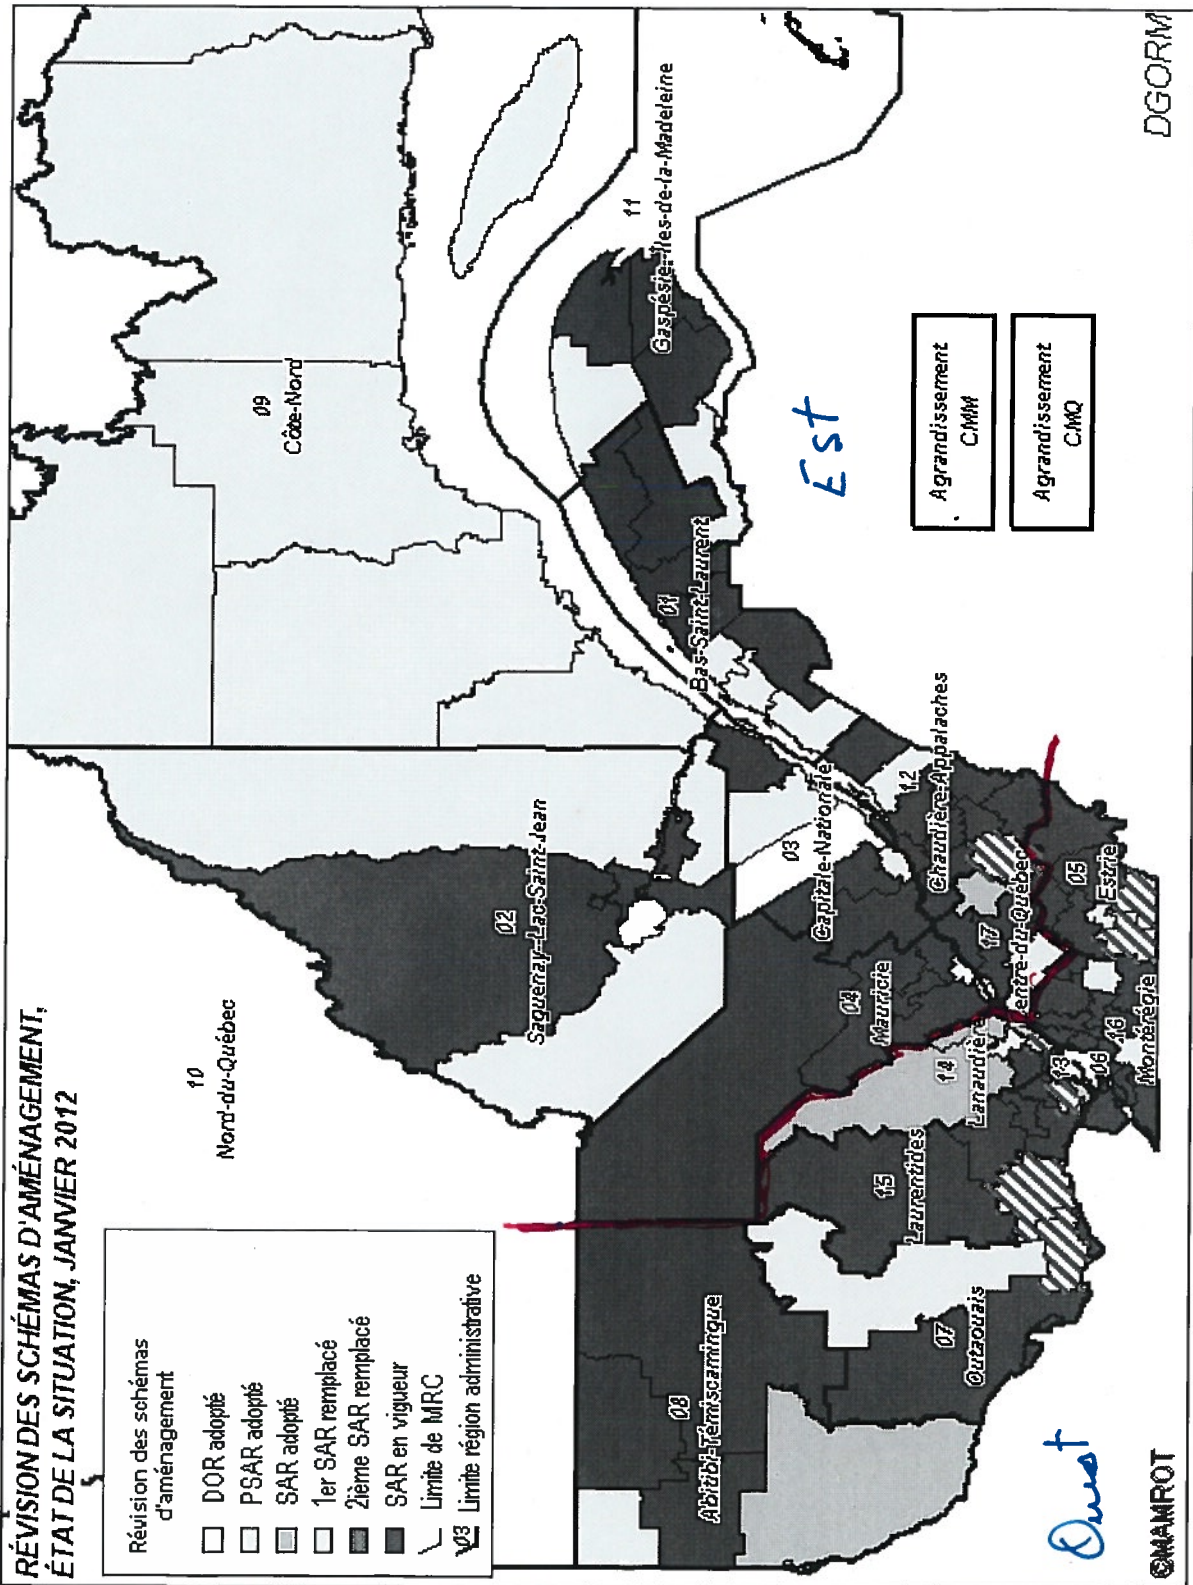 RÉVISION DES SCHÉMAS D'AMÉNAGEMENT,
ÉTAT DE LA SITUATION, JANVIER 2012
10
Nord-du-Québec
09
Côte-Nord
02
Saguenay-Lac-Saint-Jean
11
Gaspésie-Îles-de-la-Madeleine
01
Bas-Saint-Laurent
03
Capitale-Nationale
12
Chaudière-Appalaches
04
Mauricie
17
Centre-du-Québec
05
Estrie
14
Lanaudière
15
Laurentides
13
06
16
Montérégie
07
Outaouais
08
Abitibi-Témiscamingue
Révision des schémas
d'aménagement
DOR adopté
PSAR adopté
SAR adopté
1er SAR remplacé
2ième SAR remplacé
SAR en vigueur
Limite de MRC
03 Limite région administrative
Est
Ouest
Agrandissement
CMM
Agrandissement
CMQ
©MAMROT
DGORM